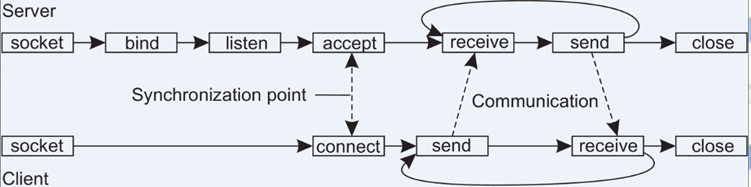 Server
socket bind listen accept receive send close
Synchronization point
Communication
socket connect send receive close
Client